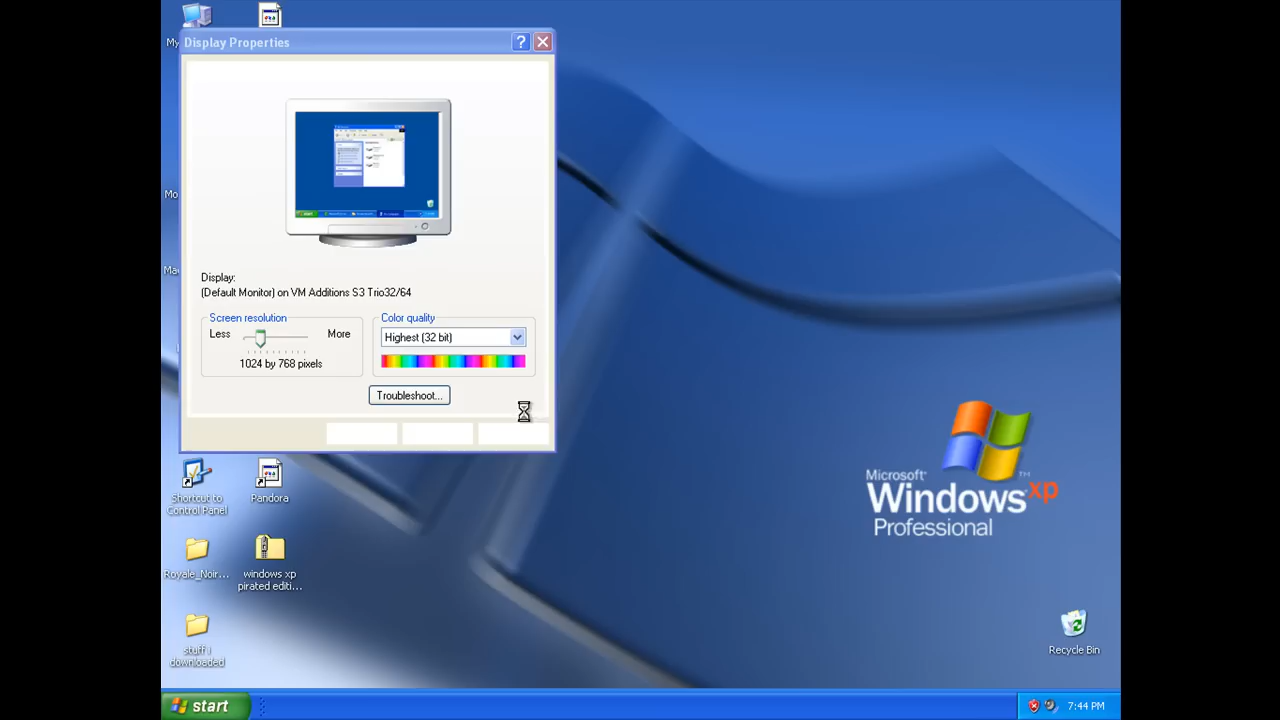 My
Display Properties
Display:
(Default Monitor) on VM Additions S3 Trio32/64
Screen resolution
Less
More
1024 by 768 pixels
Color quality
Highest (32 bit)
Troubleshoot...
Mo
Mac
Shortcut to
Control Panel
Pandora
Royale_Noir...
windows xp
pirated editi...
stuff i
downloaded
Microsoft
Windows xp
Professional
TM
Recycle Bin
start
7:44 PM